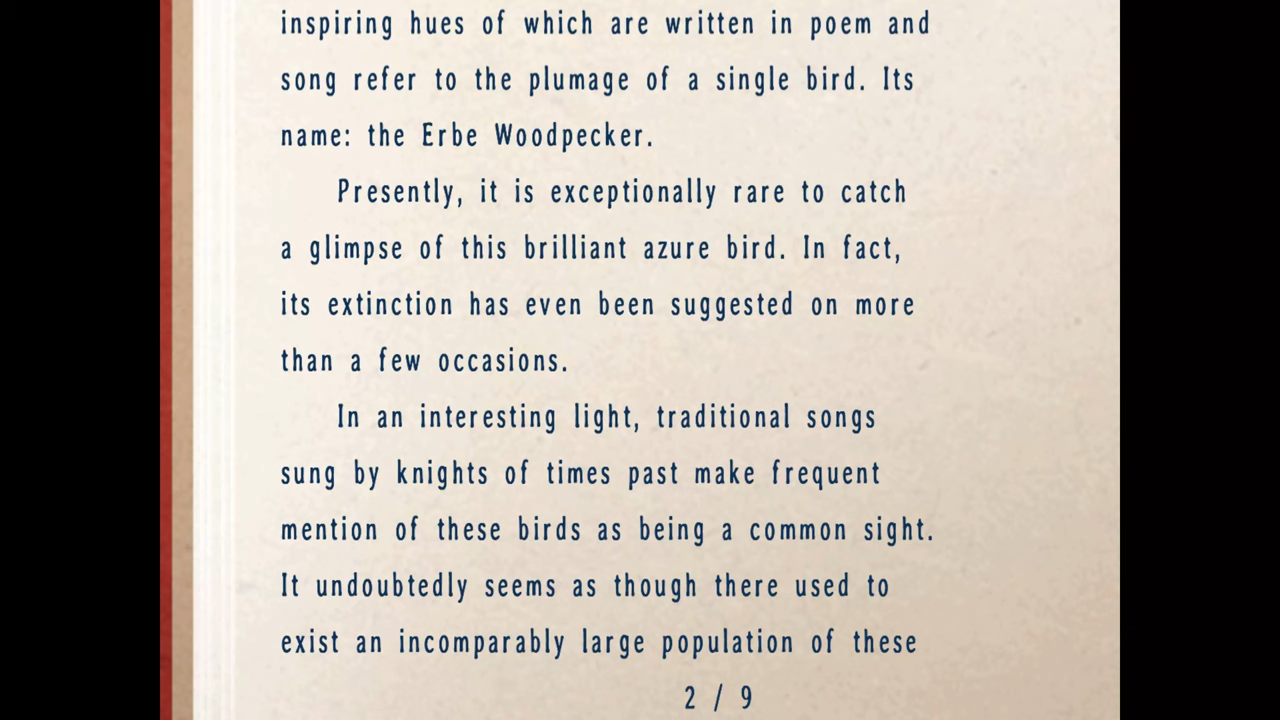 inspiring hues of which are written in poem and
song refer to the plumage of a single bird. Its
name: the Erbe Woodpecker.
Presently, it is exceptionally rare to catch
a glimpse of this brilliant azure bird. In fact,
its extinction has even been suggested on more
than a few occasions.
In an interesting light, traditional songs
sung by knights of times past make frequent
mention of these birds as being a common sight.
It undoubtedly seems as though there used to
exist an incomparably large population of these
2 / 9